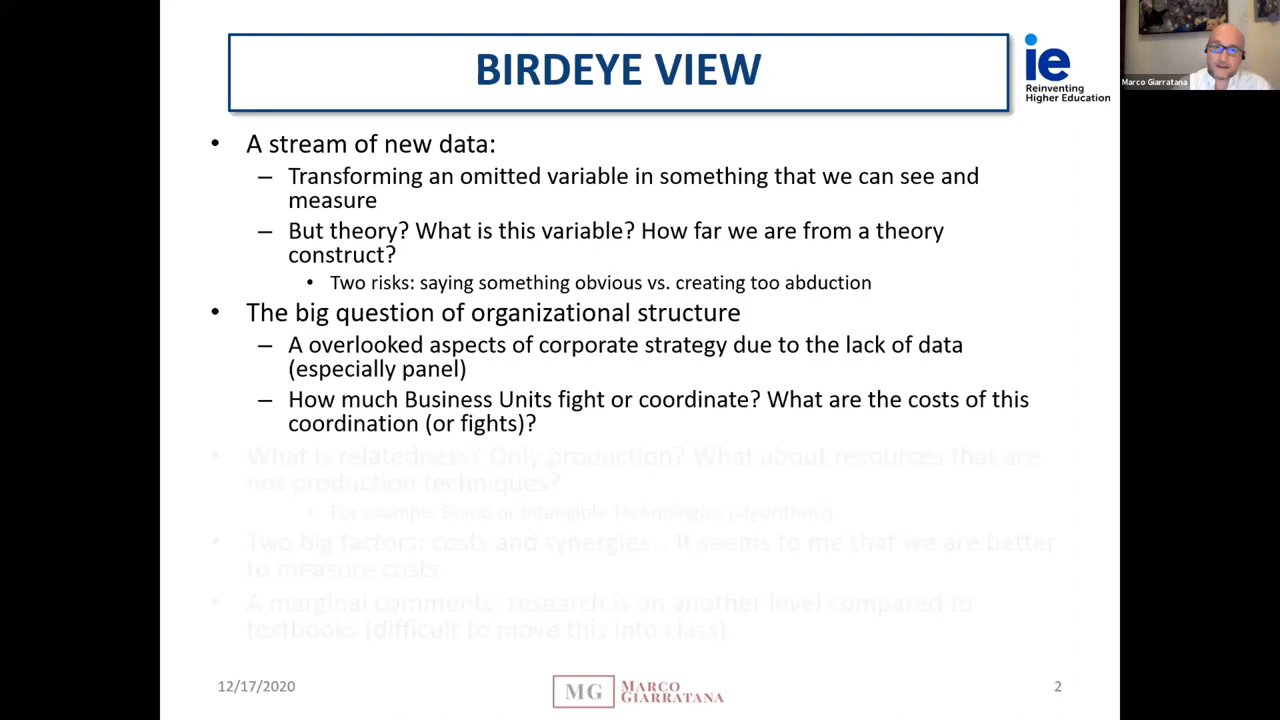 BIRDEYE VIEW
ie
Reinventing
Higher Education
Marco Giarratana
• A stream of new data:
– Transforming an omitted variable in something that we can see and
measure
– But theory? What is this variable? How far we are from a theory
construct?
• Two risks: saying something obvious vs. creating too abduction
• The big question of organizational structure
– A overlooked aspects of corporate strategy due to the lack of data
(especially panel)
– How much Business Units fight or coordinate? What are the costs of this
coordination (or fights)?
• What is relatedness? Only production? What about resources that are
not production techniques?
• For example Brand or Intangible Technologies (algorithms)
• Two big factors: costs and synergies... It seems to me that we are better
to measure costs
• A marginal comments, research is on another level compared to
textbooks (difficult to move this into class)
12/17/2020
MG
MARCO
GIARRATANA
2